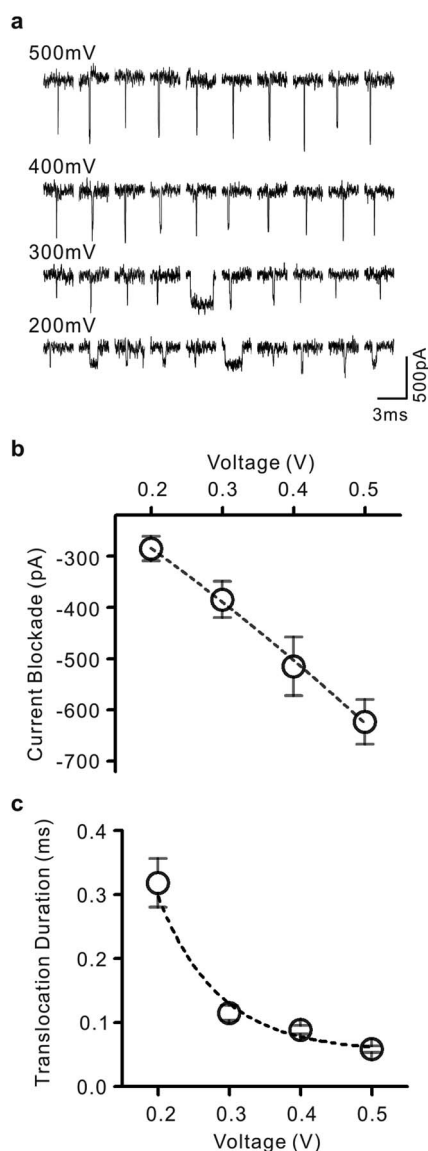 a
500mV
400mV
300mV
200mV
500pA
3ms
b
Voltage (V)
0.2 0.3 0.4 0.5
Current Blockade (pA)
-300
-400
-500
-600
-700
c
Translocation Duration (ms)
0.4
0.3
0.2
0.1
0.0
0.2 0.3 0.4 0.5
Voltage (V)